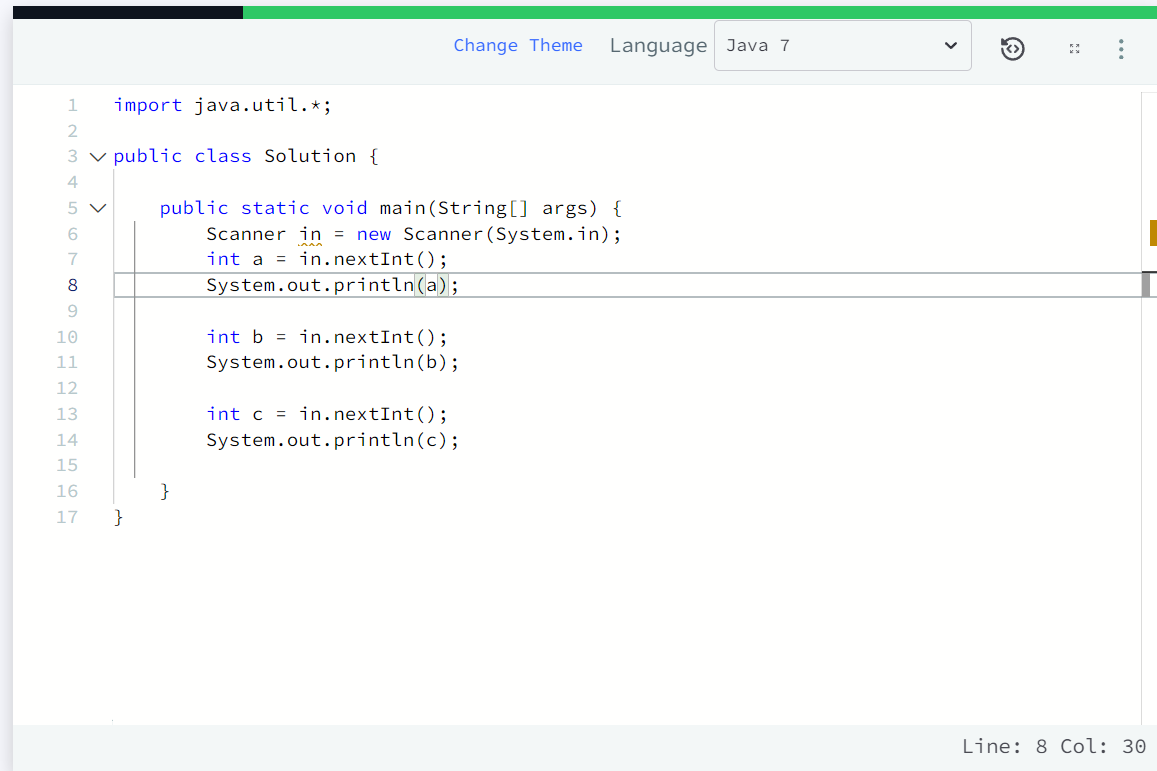 Change Theme Language Java 7
1 import java.util.*;
2
3 public class Solution {
4
5 public static void main(String[] args) {
6 Scanner in = new Scanner(System.in);
7 int a = in.nextInt();
8 System.out.println(a);
9
10 int b = in.nextInt();
11 System.out.println(b);
12
13 int c = in.nextInt();
14 System.out.println(c);
15
16 }
17 }
Line: 8 Col: 30